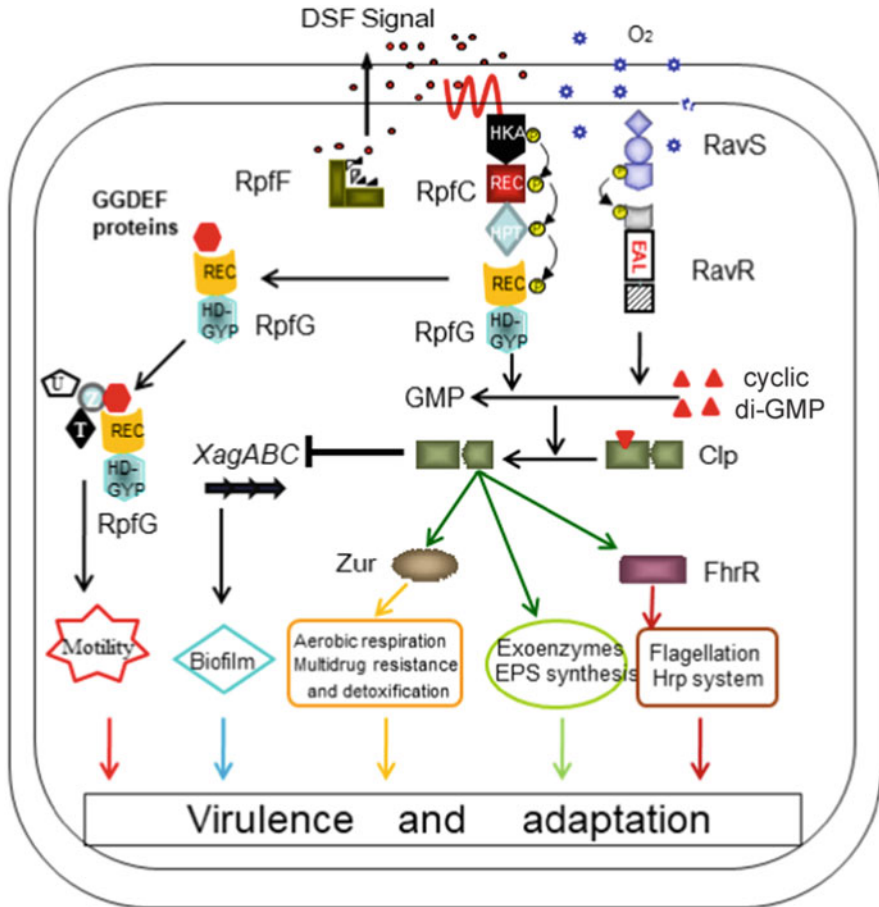 DSF Signal
O2
HKA
P
RavS
RpfF
RpfC
REC
P
P
GGDEF
proteins
HPT
P
P
EAL
RavR
REC
REC
P
HD-
GYP
RpfG
RpfG
HD-
GYP
U
Z
T
GMP
cyclic
di-GMP
REC
XagABC
Clp
HD-
GYP
RpfG
Zur
FhrR
Motility
Biofilm
Aerobic respiration
Multidrug resistance
and detoxification
Exoenzymes
EPS synthesis
Flagellation
Hrp system
Virulence and adaptation